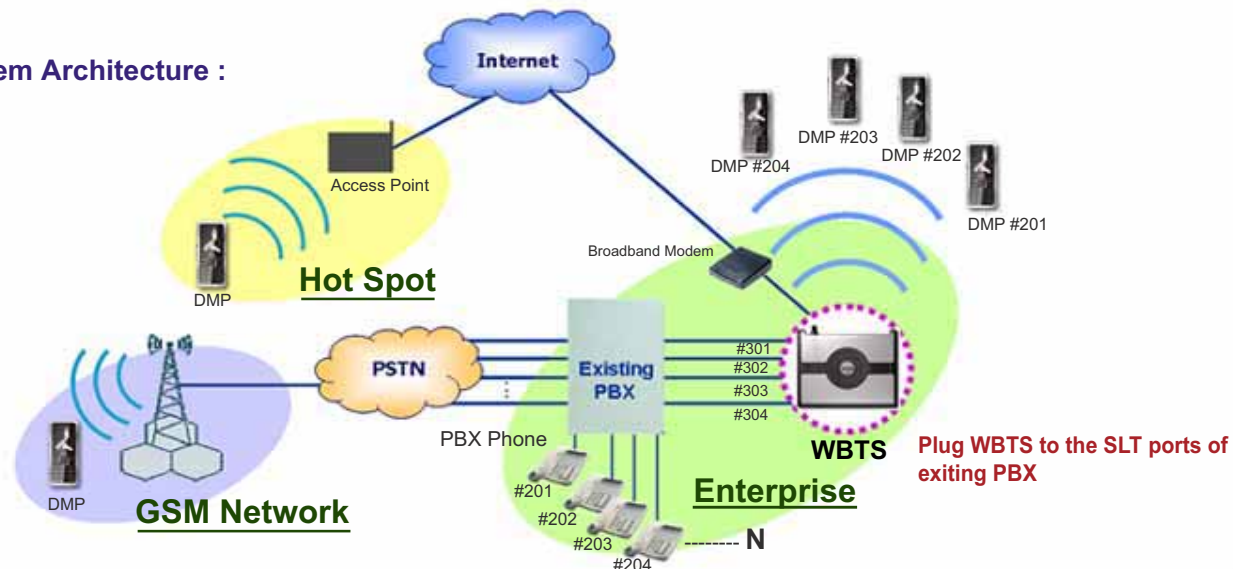 em Architecture :
Internet
DMP #203
DMP #202
DMP #204
DMP #201
Access Point
Broadband Modem
DMP
Hot Spot
#301
#302
#303
#304
PSTN
Existing
PBX
WBTS
Plug WBTS to the SLT ports of
exiting PBX
PBX Phone
#201
#202
#203
#204
-------- N
Enterprise
DMP
GSM Network